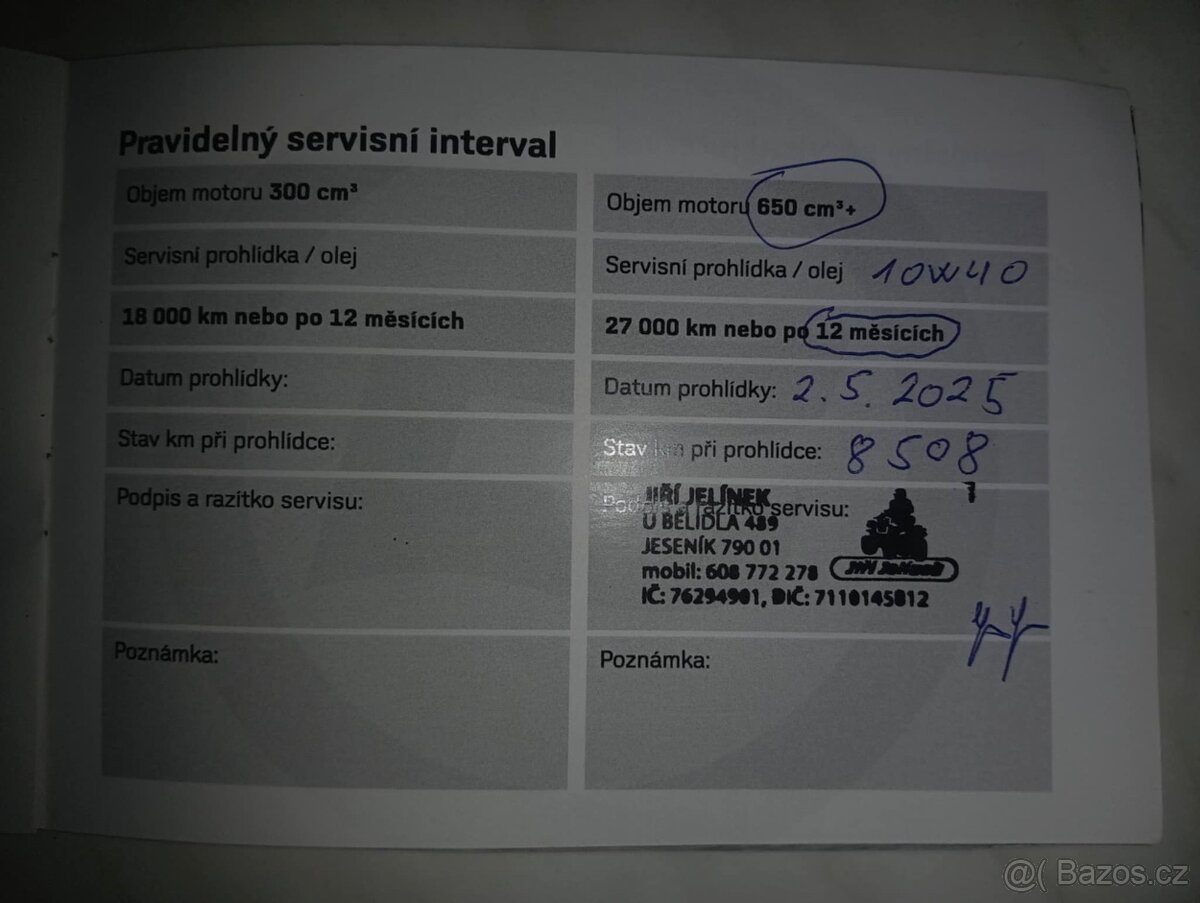 Pravidelný servisní interval
Objem motoru 300 cm³
Servisní prohlídka / olej
18 000 km nebo po 12 měsících
Datum prohlídky:
Stav km při prohlídce:
Podpis a razítko servisu:
Poznámka:
Objem motoru 650 cm³+
Servisní prohlídka / olej 10W40
27 000 km nebo po 12 měsících
Datum prohlídky: 2.5.2025
Stav km při prohlídce: 8508
Podpis a razítko servisu:
JIŘÍ JELÍNEK
U BĚLIDLA 489
JESENÍK 790 01
mobil: 608 772 278
IČ: 76294901, DIČ: 7110145812
Jiří Jelínek
Poznámka:
@( Bazos.cz